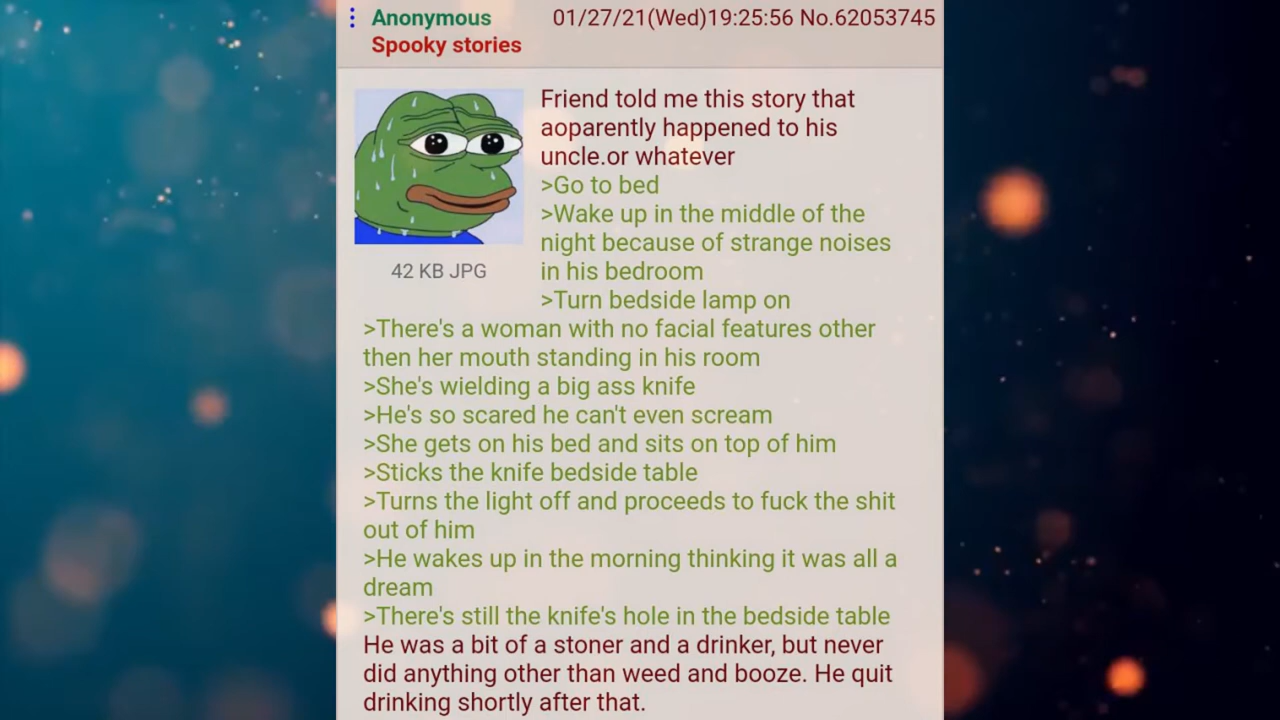 Anonymous 01/27/21(Wed)19:25:56 No.62053745
Spooky stories
Friend told me this story that
aoparently happened to his
uncle.or whatever
>Go to bed
>Wake up in the middle of the
night because of strange noises
42 KB JPG in his bedroom
>Turn bedside lamp on
>There's a woman with no facial features other
then her mouth standing in his room
>She's wielding a big ass knife
>He's so scared he can't even scream
>She gets on his bed and sits on top of him
>Sticks the knife bedside table
>Turns the light off and proceeds to fuck the shit
out of him
>He wakes up in the morning thinking it was all a
dream
>There's still the knife's hole in the bedside table
He was a bit of a stoner and a drinker, but never
did anything other than weed and booze. He quit
drinking shortly after that.